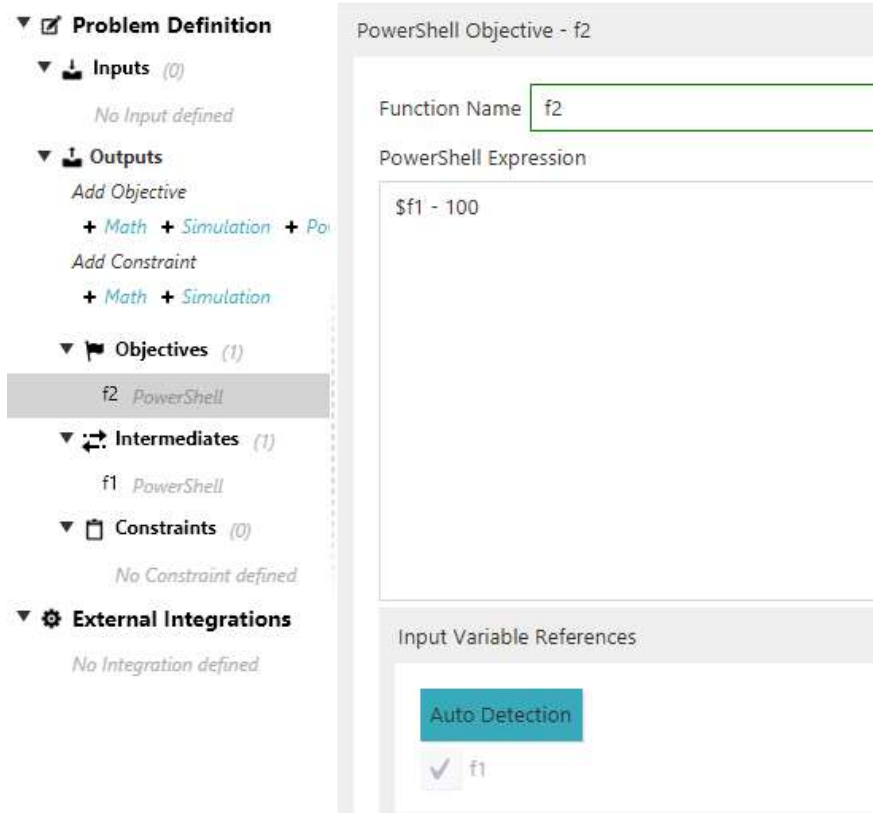 Problem Definition
Inputs (0)
No Input defined
Outputs
Add Objective
+ Math + Simulation + Po
Add Constraint
+ Math + Simulation
Objectives (1)
f2 PowerShell
Intermediates (1)
f1 PowerShell
Constraints (0)
No Constraint defined
External Integrations
No Integration defined
PowerShell Objective - f2
Function Name f2
PowerShell Expression
$f1 - 100
Input Variable References
Auto Detection
f1